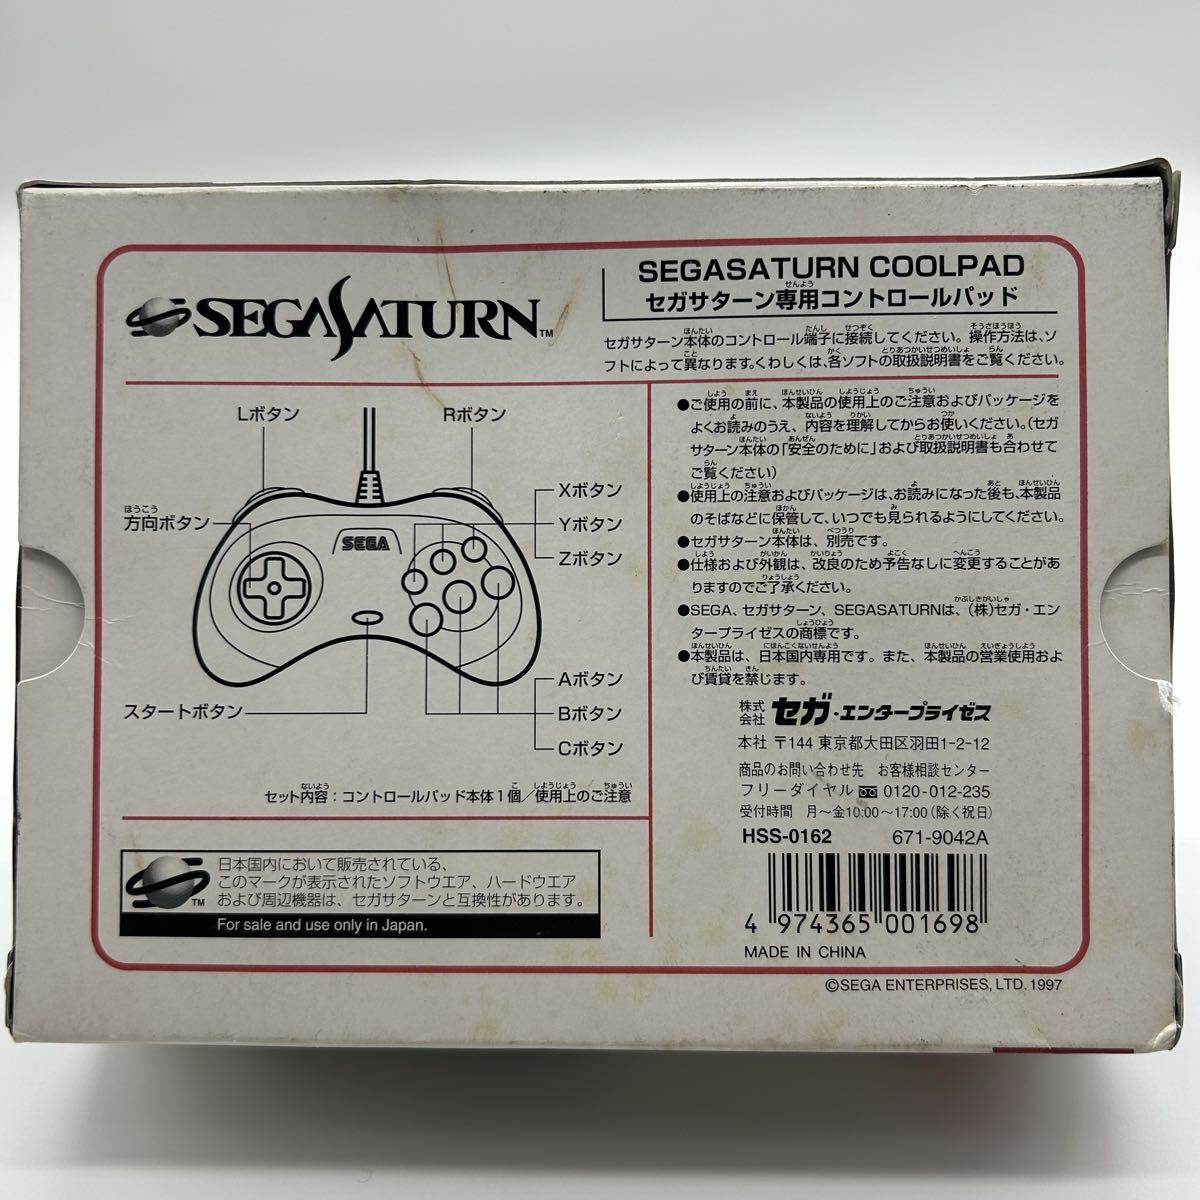 SEGASATURN™
SEGASATURN COOLPAD
セガサターン専用コントロールパッド
せんよう
セガサターン本体のコントロール端子に接続してください。操作方法は、ソ
フトによって異なります。くわしくは、各ソフトの取扱説明書をご覧ください。
Lボタン
Rボタン
Xボタン
ほうこう
方向ボタン
Yボタン
SEGA
Zボタン
Aボタン
スタートボタン
Bボタン
Cボタン
セット内容：コントロールパッド本体1個／使用上のご注意
日本国内において販売されている、
このマークが表示されたソフトウエア、ハードウエア
および周辺機器は、セガサターンと互換性があります。
TM
For sale and use only in Japan.
●ご使用の前に、本製品の使用上のご注意およびパッケージを
よくお読みのうえ、内容を理解してからお使いください。（セガ
サターン本体の「安全のために」および取扱説明書も合わせて
ご覧ください）
●使用上の注意およびパッケージは、お読みになった後も、本製品
のそばなどに保管して、いつでも見られるようにしてください。
●セガサターン本体は、別売です。
●仕様および外観は、改良のため予告なしに変更することがあ
りますのでご了承ください。
●SEGA、セガサターン、SEGASATURNは、（株）セガ・エン
タープライゼスの商標です。
●本製品は、日本国内専用です。また、本製品の営業使用およ
び賃貸を禁じます。
株式会社 セガ・エンタープライゼス
本社 〒144 東京都大田区羽田1-2-12
商品のお問い合わせ先 お客様相談センター
フリーダイヤル 0120-012-235
受付時間 月〜金10:00〜17:00（除く祝日）
HSS-0162 671-9042A
4 974365 001698
MADE IN CHINA
©SEGA ENTERPRISES, LTD. 1997